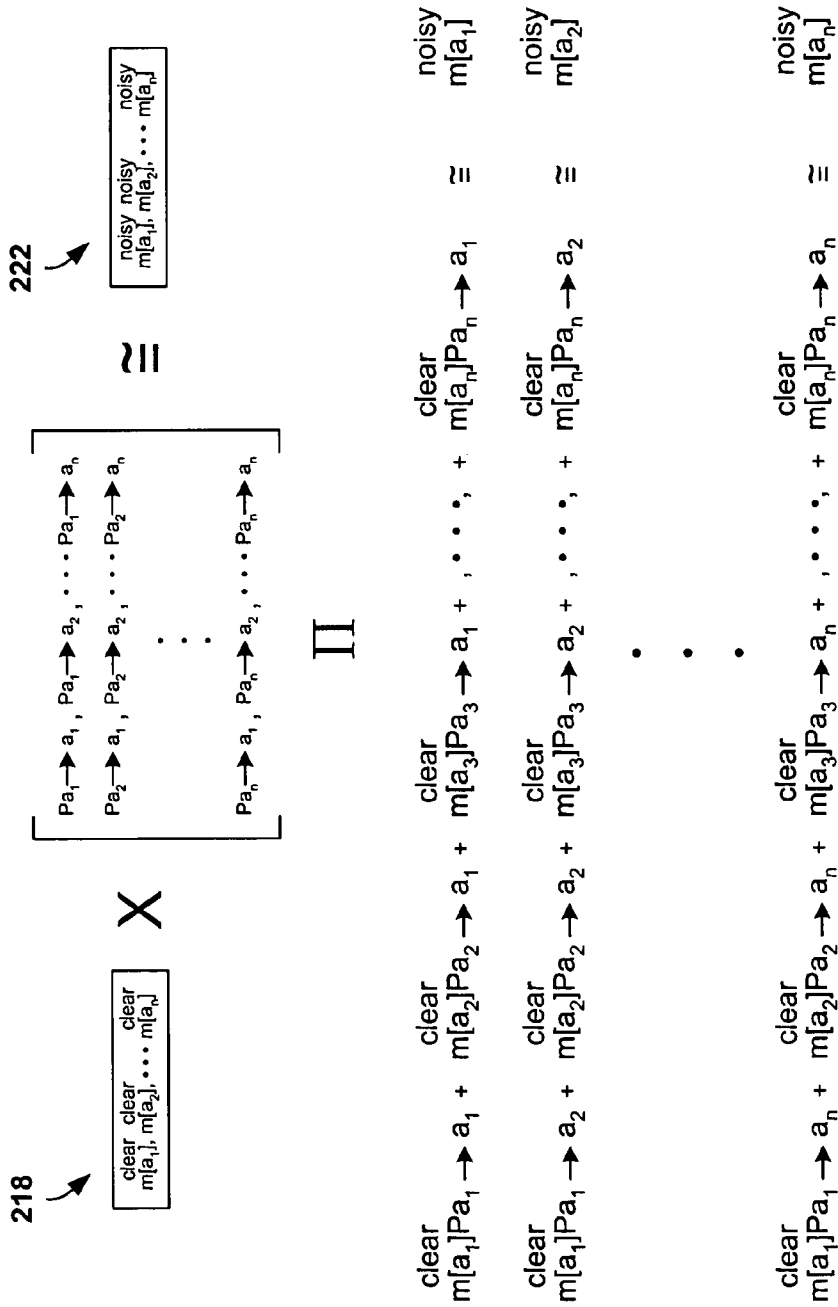 218
222
clear clear clear
m[a₁], m[a₂], • • • m[aₙ]
X
Pa₁→a₁ , Pa₁→a₂ , • • • Pa₁→aₙ
Pa₂→a₁ , Pa₂→a₂ , • • • Pa₂→aₙ
• • •
Paₙ→a₁ , Paₙ→a₂ , • • • Paₙ→aₙ
≅
noisy noisy noisy
m[a₁], m[a₂], • • • m[aₙ]
=
clear clear clear clear noisy
m[a₁]Pa₁→a₁ + m[a₂]Pa₂→a₁ + m[a₃]Pa₃→a₁ + , • • •, + m[aₙ]Paₙ→a₁ ≅ m[a₁]
clear clear clear clear noisy
m[a₁]Pa₁→a₂ + m[a₂]Pa₂→a₂ + m[a₃]Pa₃→a₂ + , • • •, + m[aₙ]Paₙ→a₂ ≅ m[a₂]
• • •
clear clear clear clear noisy
m[a₁]Pa₁→aₙ + m[a₂]Pa₂→aₙ + m[a₃]Pa₃→aₙ + , • • •, + m[aₙ]Paₙ→aₙ ≅ m[aₙ]